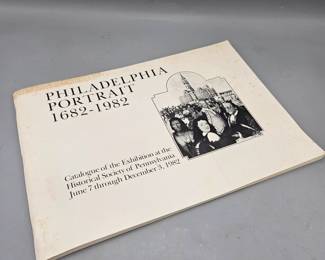 PHILADELPHIA
PORTRAIT
1682-1982
Catalogue of the Exhibition at the
Historical Society of Pennsylvania
June 7 through December 3, 1982